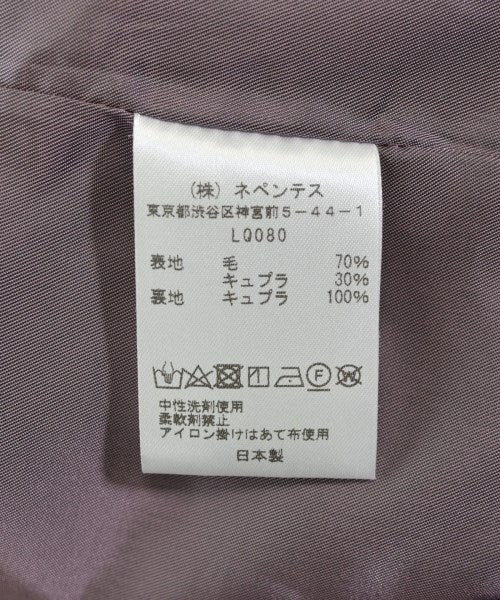 （株）ネペンテス
東京都渋谷区神宮前5－44－1
LQ080
表地 毛 70%
キュプラ 30%
裏地 キュプラ 100%
F W
中性洗剤使用
柔軟剤禁止
アイロン掛けはあて布使用
日本製